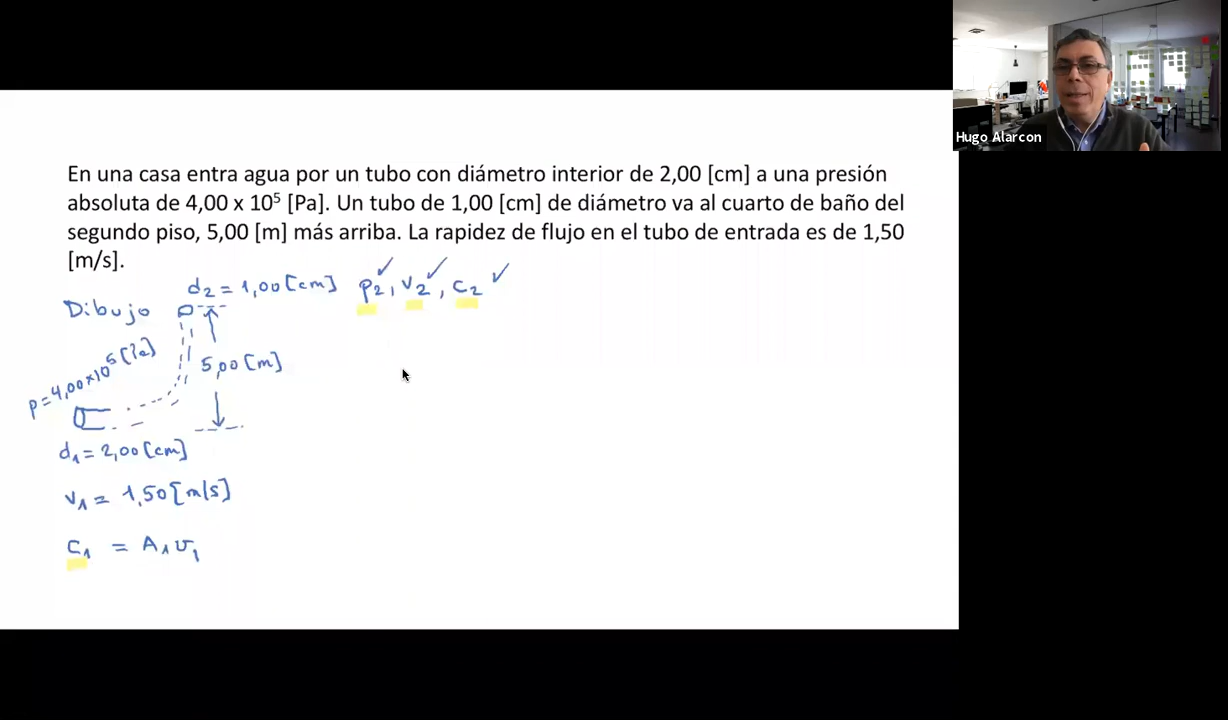 Hugo Alarcon
En una casa entra agua por un tubo con diámetro interior de 2,00 [cm] a una presión
absoluta de 4,00 x 10⁵ [Pa]. Un tubo de 1,00 [cm] de diámetro va al cuarto de baño del
segundo piso, 5,00 [m] más arriba. La rapidez de flujo en el tubo de entrada es de 1,50
[m/s].
d₂ = 1,00 [cm] p₂, v₂, c₂
Dibujo
5,00 [m]
p = 4,00×10⁵ [Pa]
d₁ = 2,00 [cm]
v₁ = 1,50 [m/s]
c₁ = A₁ v₁